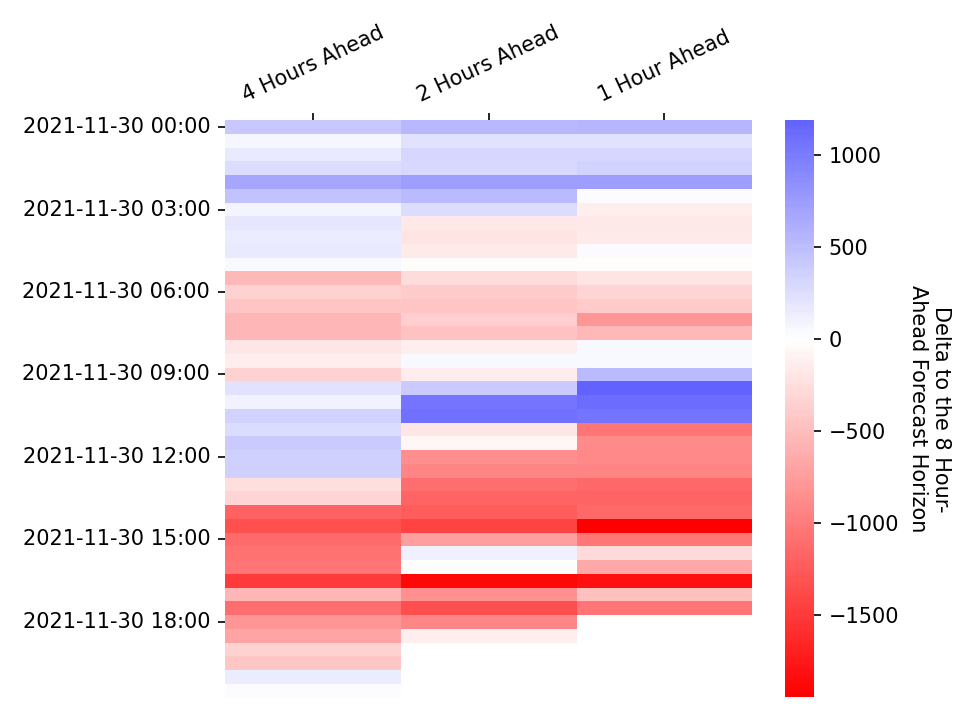 4 Hours Ahead
2 Hours Ahead
1 Hour Ahead
2021-11-30 00:00
2021-11-30 03:00
2021-11-30 06:00
2021-11-30 09:00
2021-11-30 12:00
2021-11-30 15:00
2021-11-30 18:00
1000
500
0
−500
−1000
−1500
Delta to the 8 Hour-
Ahead Forecast Horizon